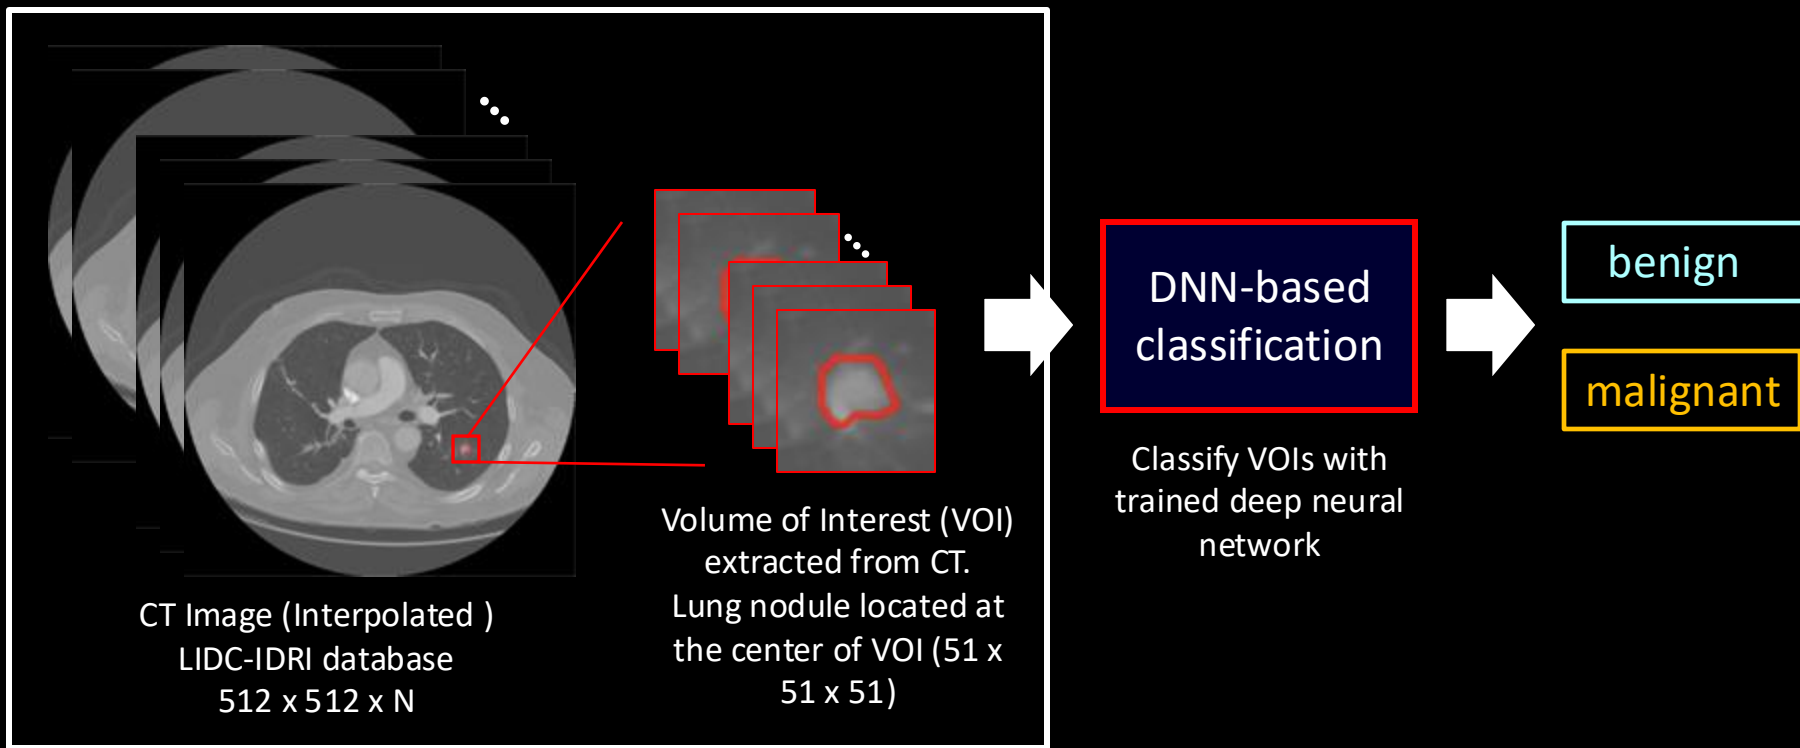 CT Image (Interpolated )
LIDC-IDRI database
512 x 512 x N
Volume of Interest (VOI)
extracted from CT.
Lung nodule located at
the center of VOI (51 x
51 x 51)
DNN-based
classification
Classify VOIs with
trained deep neural
network
benign
malignant